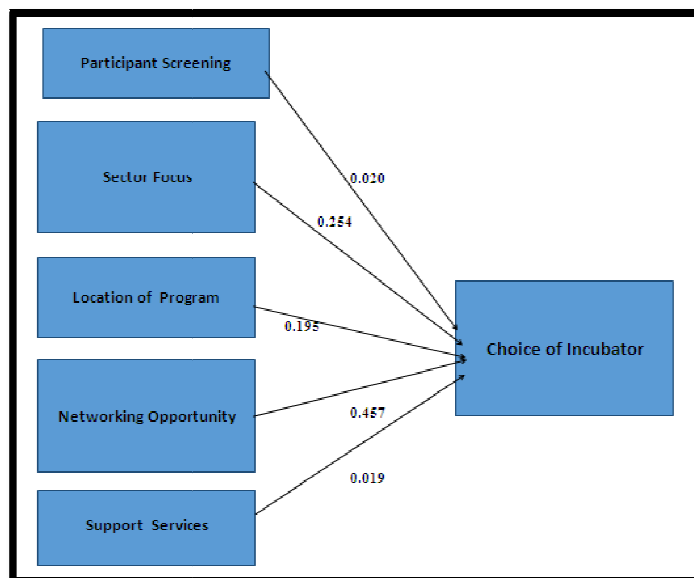 Participant Screening
0.020
Sector Focus
0.254
Location of Program
0.195
Choice of Incubator
Networking Opportunity
0.457
0.019
Support Services